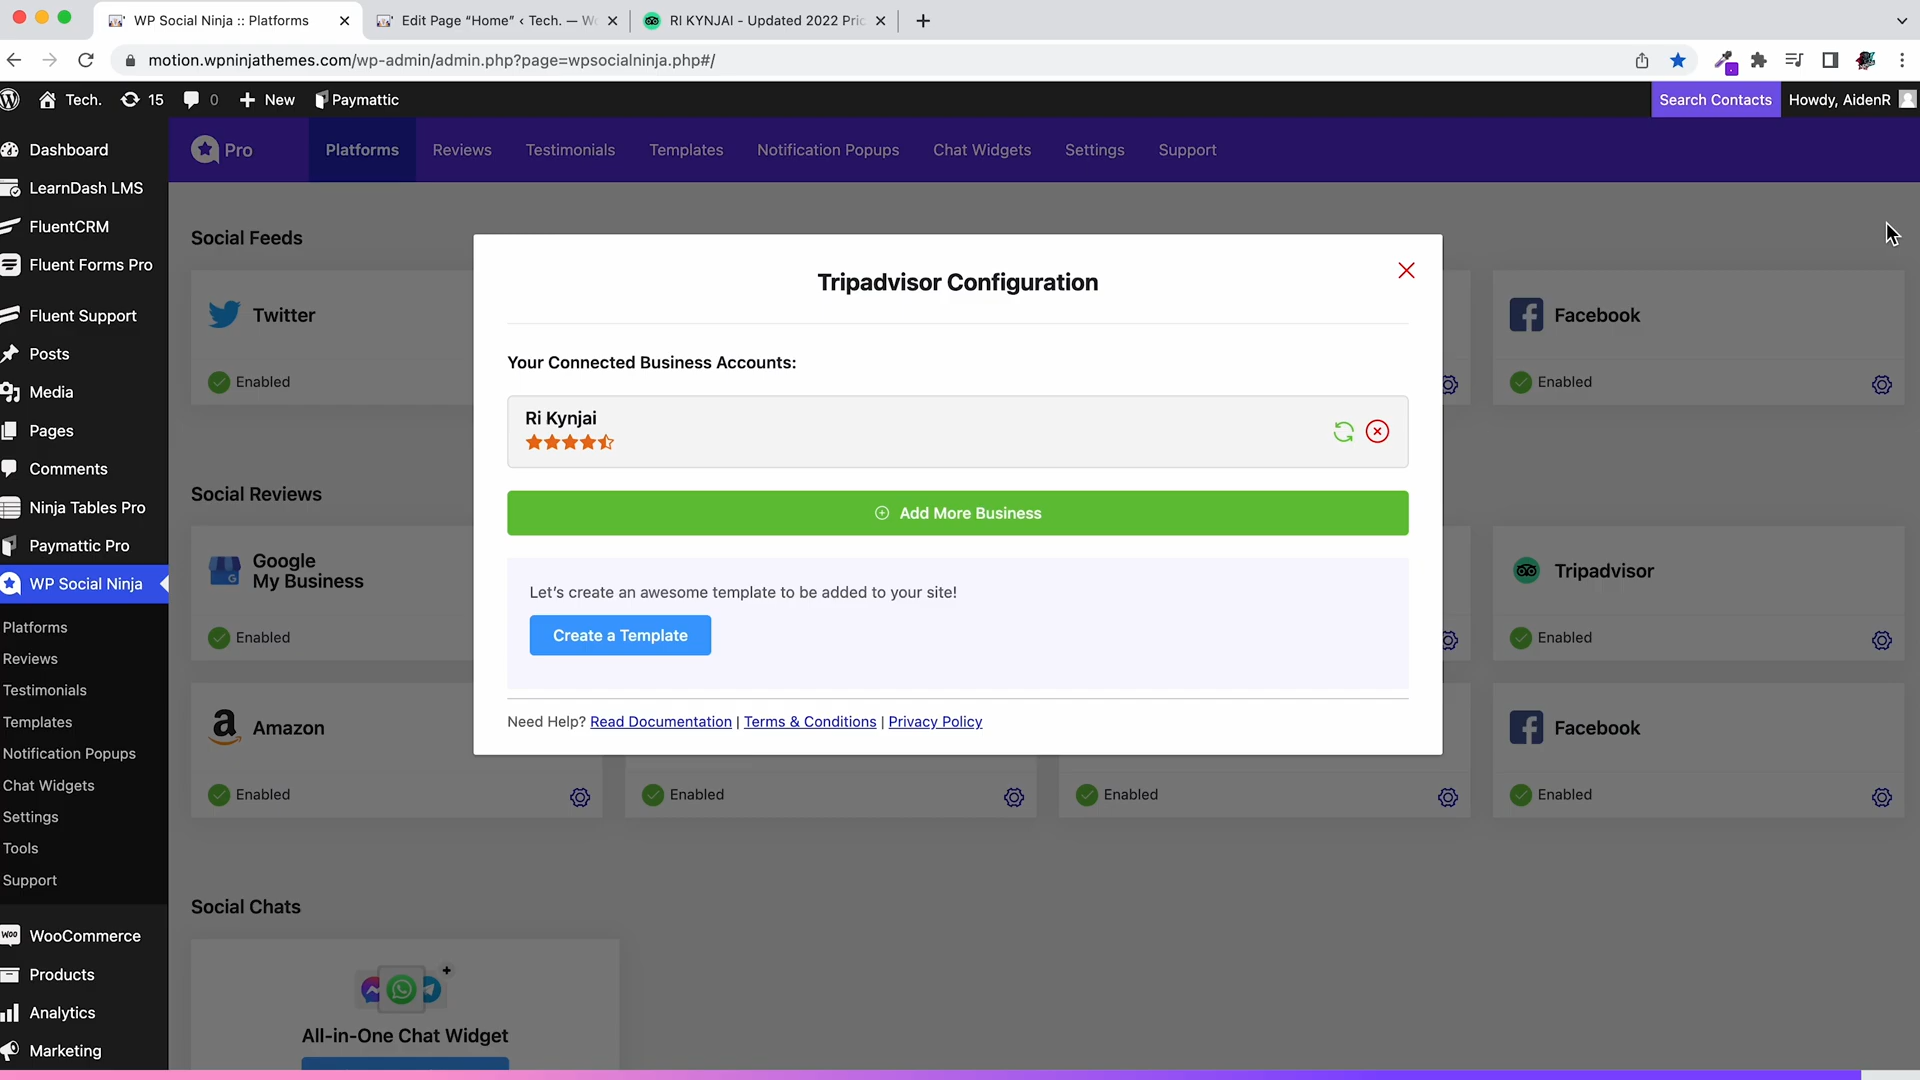 WP Social Ninja :: Platforms
Edit Page “Home” ‹ Tech. — W
RI KYNJAI - Updated 2022 Pric
motion.wpninjathemes.com/wp-admin/admin.php?page=wpsocialninja.php#/
Tech. 15 0 New Paymattic Search Contacts Howdy, AidenR
Pro Platforms Reviews Testimonials Templates Notification Popups Chat Widgets Settings Support
Dashboard
LearnDash LMS
FluentCRM
Fluent Forms Pro
Fluent Support
Posts
Media
Pages
Comments
Ninja Tables Pro
Paymattic Pro
WP Social Ninja
Platforms
Reviews
Testimonials
Templates
Notification Popups
Chat Widgets
Settings
Tools
Support
WooCommerce
Products
Analytics
Marketing
Social Feeds
Twitter
Enabled
Facebook
Enabled
Social Reviews
Google
My Business
Enabled
Tripadvisor
Enabled
Amazon
Enabled
Enabled
Enabled
Facebook
Enabled
Social Chats
All-in-One Chat Widget
Tripadvisor Configuration
Your Connected Business Accounts:
Ri Kynjai
Add More Business
Let’s create an awesome template to be added to your site!
Create a Template
Need Help? Read Documentation | Terms & Conditions | Privacy Policy